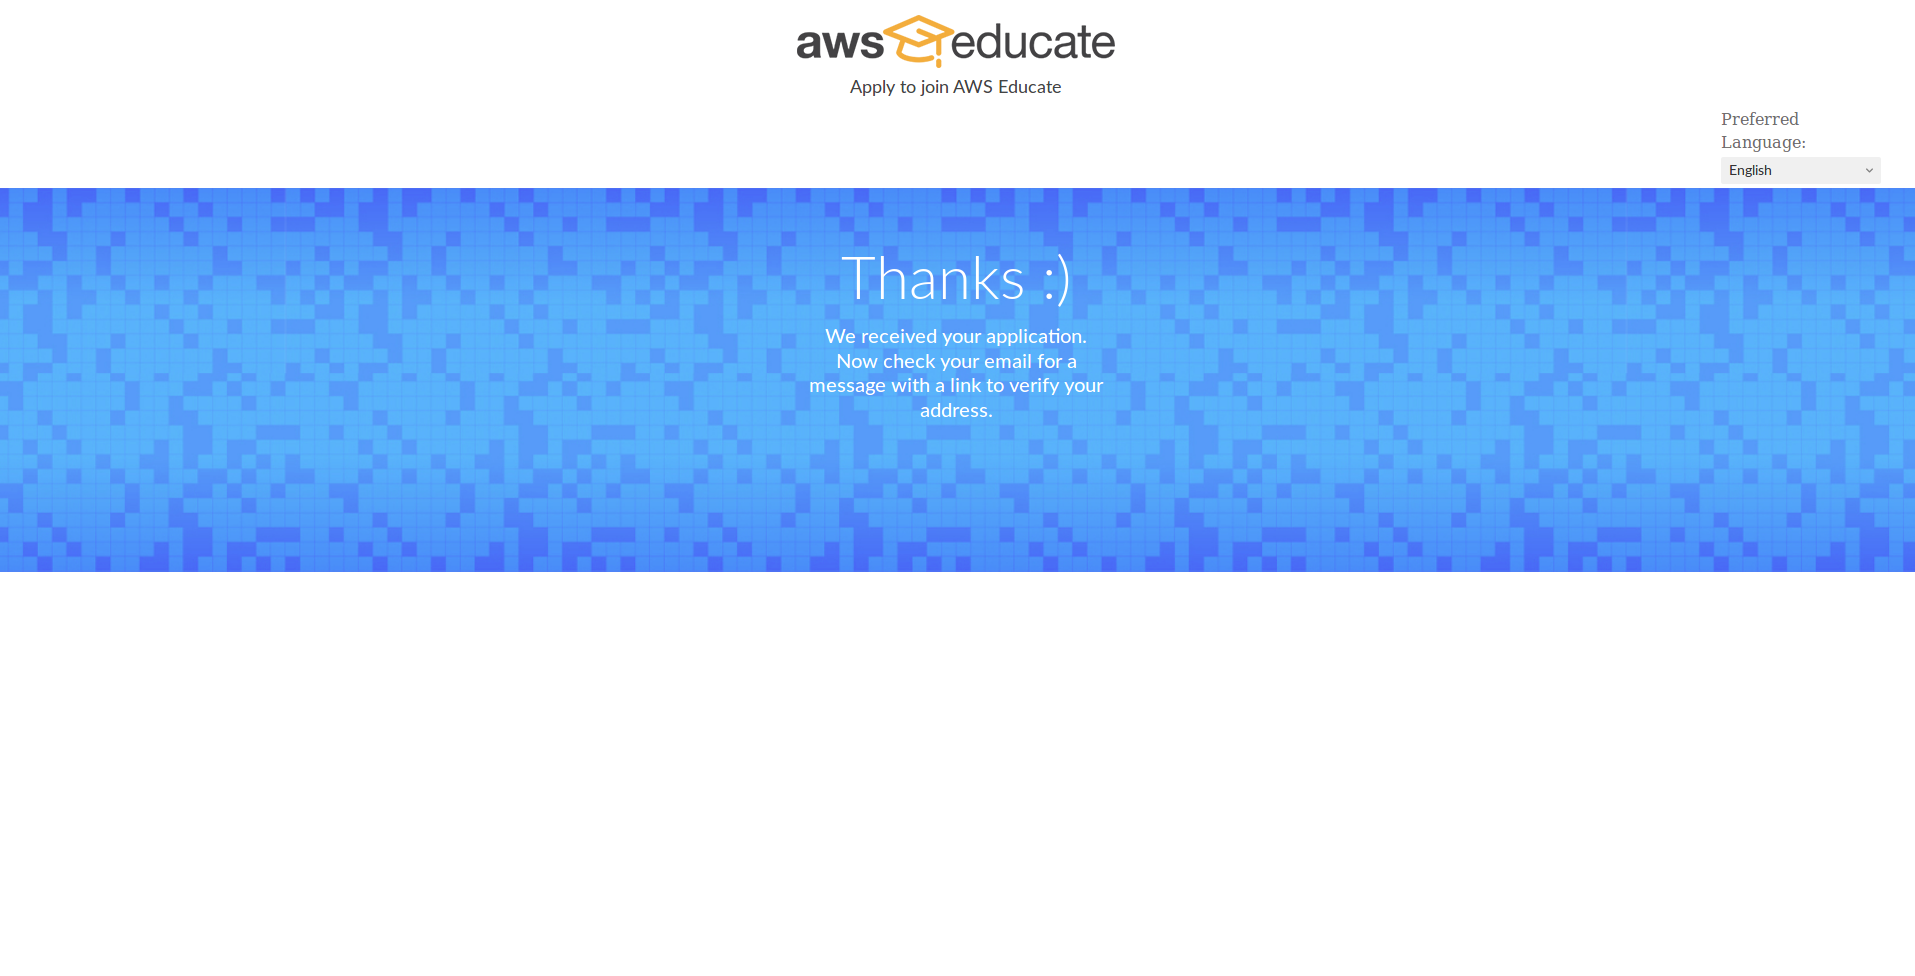 aws educate
Apply to join AWS Educate
Preferred
Language:
English
Thanks :)
We received your application.
Now check your email for a
message with a link to verify your
address.